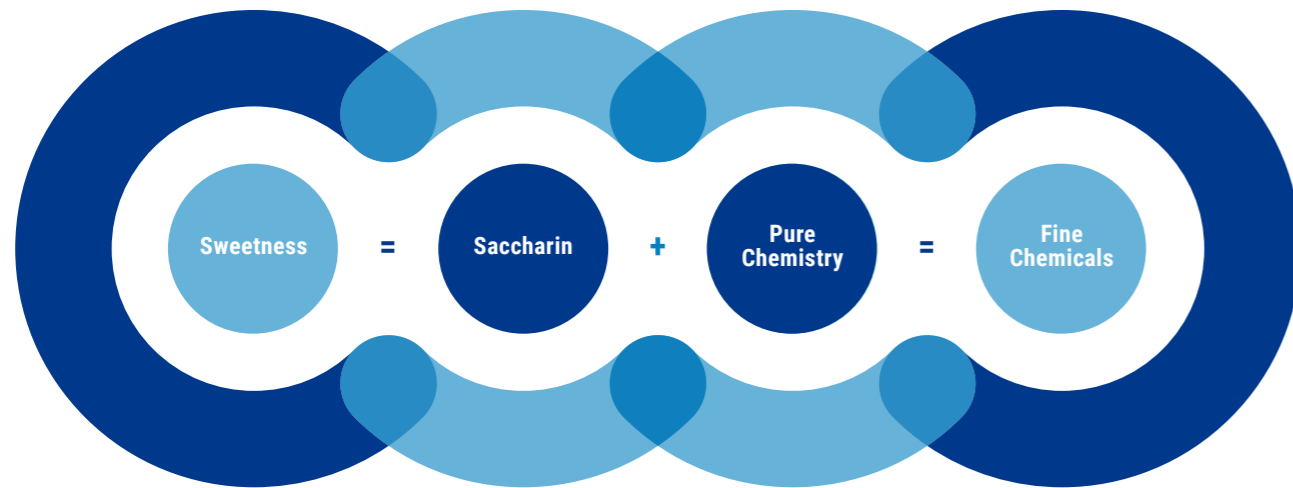 Sweetness = Saccharin + Pure Chemistry = Fine Chemicals